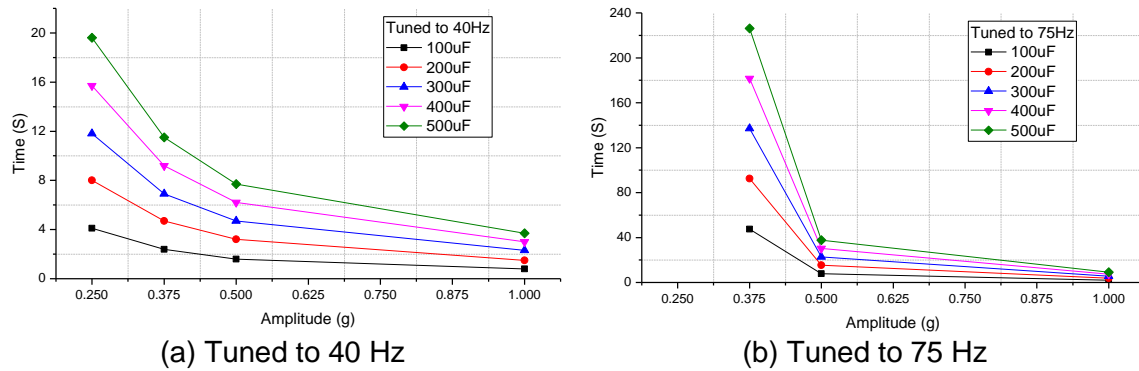 Tuned to 40Hz
100uF
200uF
300uF
400uF
500uF
20
16
12
8
4
0
Time (S)
0.250 0.375 0.500 0.625 0.750 0.875 1.000
Amplitude (g)
(a) Tuned to 40 Hz
Tuned to 75Hz
100uF
200uF
300uF
400uF
500uF
240
200
160
120
80
40
0
Time (S)
0.250 0.375 0.500 0.625 0.750 0.875 1.000
Amplitude (g)
(b) Tuned to 75 Hz